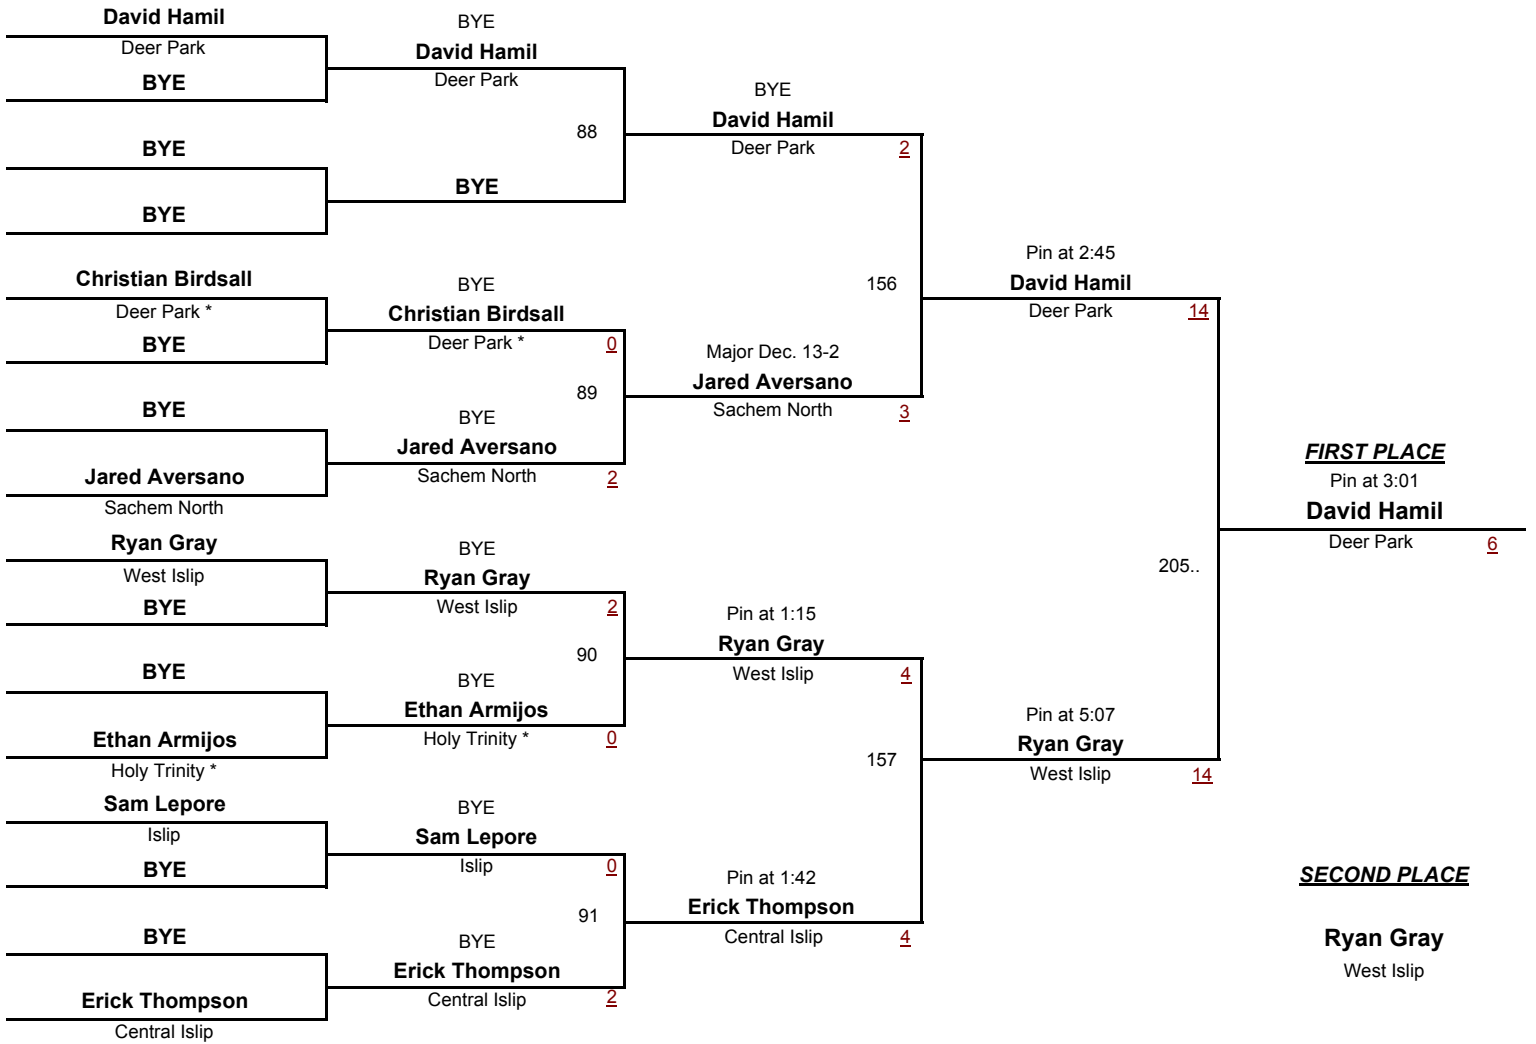 David Hamil
Deer Park
BYE
BYE
BYE
Christian Birdsall
Deer Park *
BYE
BYE
Jared Aversano
Sachem North
Ryan Gray
West Islip
BYE
BYE
Ethan Armijos
Holy Trinity *
Sam Lepore
Islip
BYE
BYE
Erick Thompson
Central Islip
BYE
David Hamil
Deer Park
88
BYE
BYE
Christian Birdsall
Deer Park *
0
89
BYE
Jared Aversano
Sachem North
2
BYE
Ryan Gray
West Islip
2
90
BYE
Ethan Armijos
Holy Trinity *
0
BYE
Sam Lepore
Islip
0
91
BYE
Erick Thompson
Central Islip
2
BYE
David Hamil
Deer Park
2
156
Major Dec. 13-2
Jared Aversano
Sachem North
3
Pin at 1:15
Ryan Gray
West Islip
4
157
Pin at 1:42
Erick Thompson
Central Islip
4
Pin at 2:45
David Hamil
Deer Park
14
205..
Pin at 5:07
Ryan Gray
West Islip
14
FIRST PLACE
Pin at 3:01
David Hamil
Deer Park
6
SECOND PLACE
Ryan Gray
West Islip